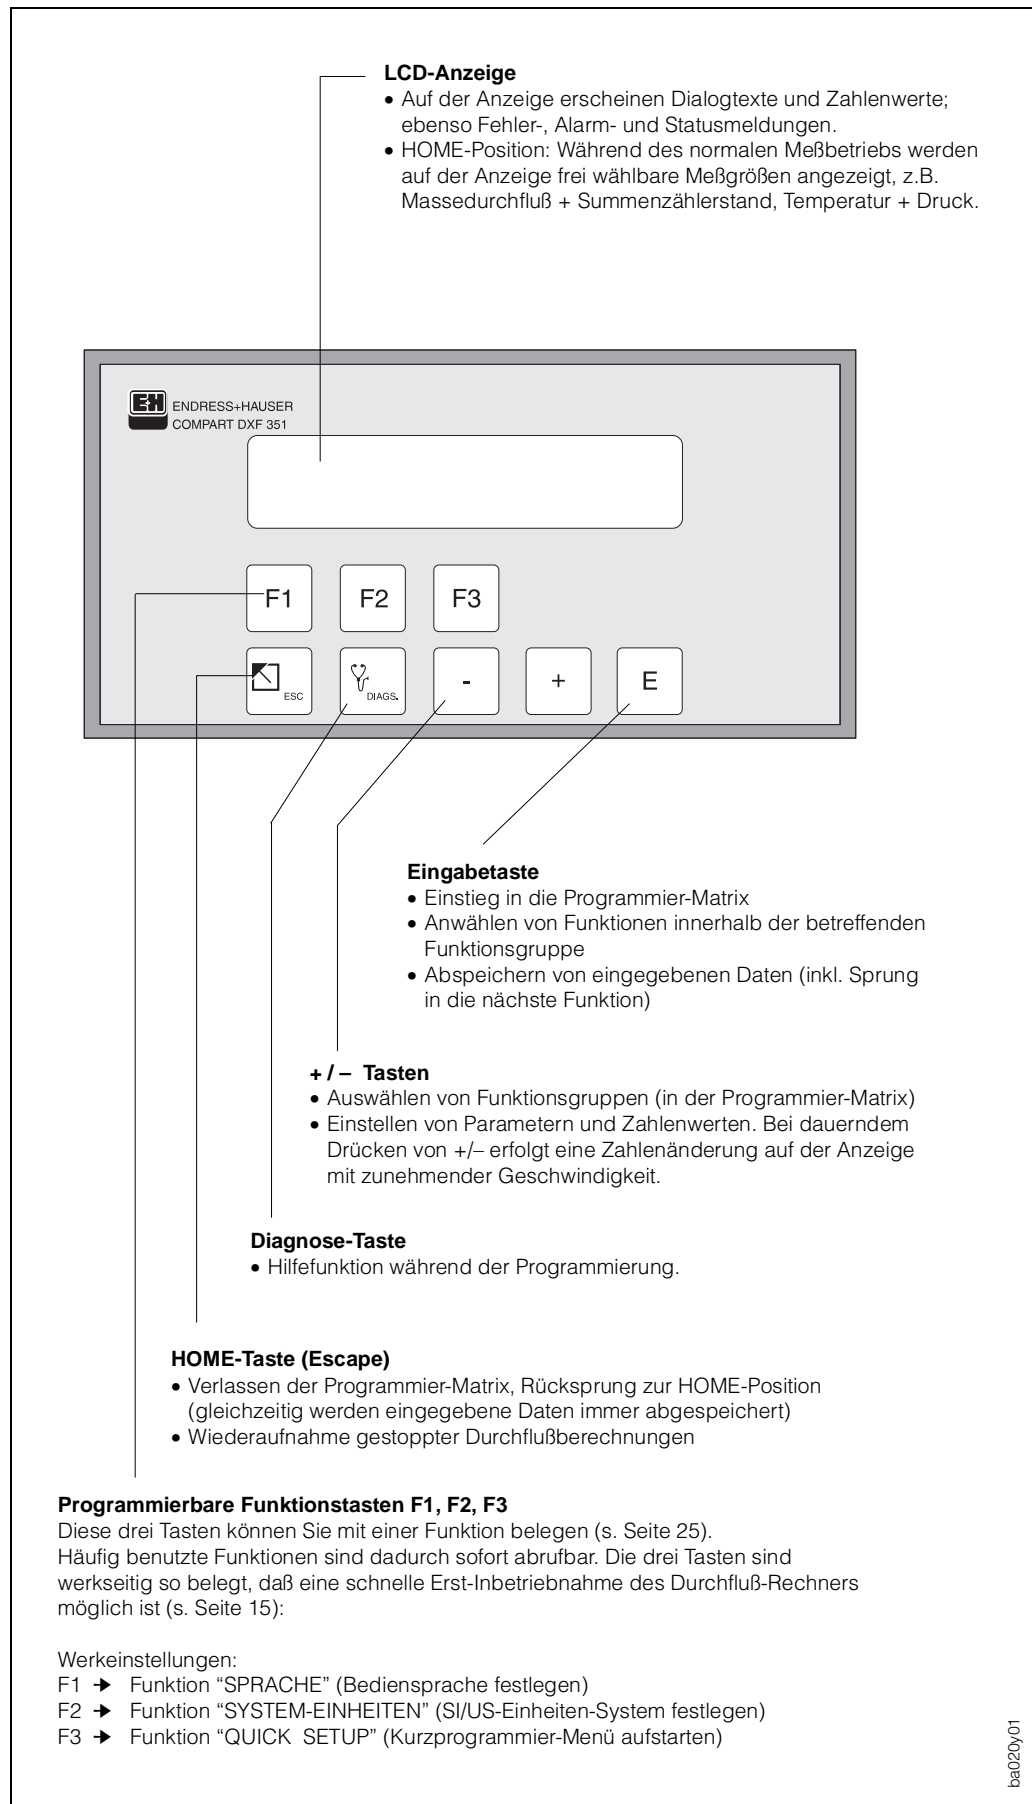 LCD-Anzeige
• Auf der Anzeige erscheinen Dialogtexte und Zahlenwerte;
ebenso Fehler-, Alarm- und Statusmeldungen.
• HOME-Position: Während des normalen Meßbetriebs werden
auf der Anzeige frei wählbare Meßgrößen angezeigt, z.B.
Massedurchfluß + Summenzählerstand, Temperatur + Druck.
E+H
ENDRESS+HAUSER
COMPART DXF 351
F1 F2 F3
ESC DIAGS. - + E
Eingabetaste
• Einstieg in die Programmier-Matrix
• Anwählen von Funktionen innerhalb der betreffenden
Funktionsgruppe
• Abspeichern von eingegebenen Daten (inkl. Sprung
in die nächste Funktion)
+ / – Tasten
• Auswählen von Funktionsgruppen (in der Programmier-Matrix)
• Einstellen von Parametern und Zahlenwerten. Bei dauerndem
Drücken von +/– erfolgt eine Zahlenänderung auf der Anzeige
mit zunehmender Geschwindigkeit.
Diagnose-Taste
• Hilfefunktion während der Programmierung.
HOME-Taste (Escape)
• Verlassen der Programmier-Matrix, Rücksprung zur HOME-Position
(gleichzeitig werden eingegebene Daten immer abgespeichert)
• Wiederaufnahme gestoppter Durchflußberechnungen
Programmierbare Funktionstasten F1, F2, F3
Diese drei Tasten können Sie mit einer Funktion belegen (s. Seite 25).
Häufig benutzte Funktionen sind dadurch sofort abrufbar. Die drei Tasten sind
werkseitig so belegt, daß eine schnelle Erst-Inbetriebnahme des Durchfluß-Rechners
möglich ist (s. Seite 15):
Werkeinstellungen:
F1 ➔ Funktion “SPRACHE” (Bediensprache festlegen)
F2 ➔ Funktion “SYSTEM-EINHEITEN” (SI/US-Einheiten-System festlegen)
F3 ➔ Funktion “QUICK SETUP” (Kurzprogrammier-Menü aufstarten)
ba020y01